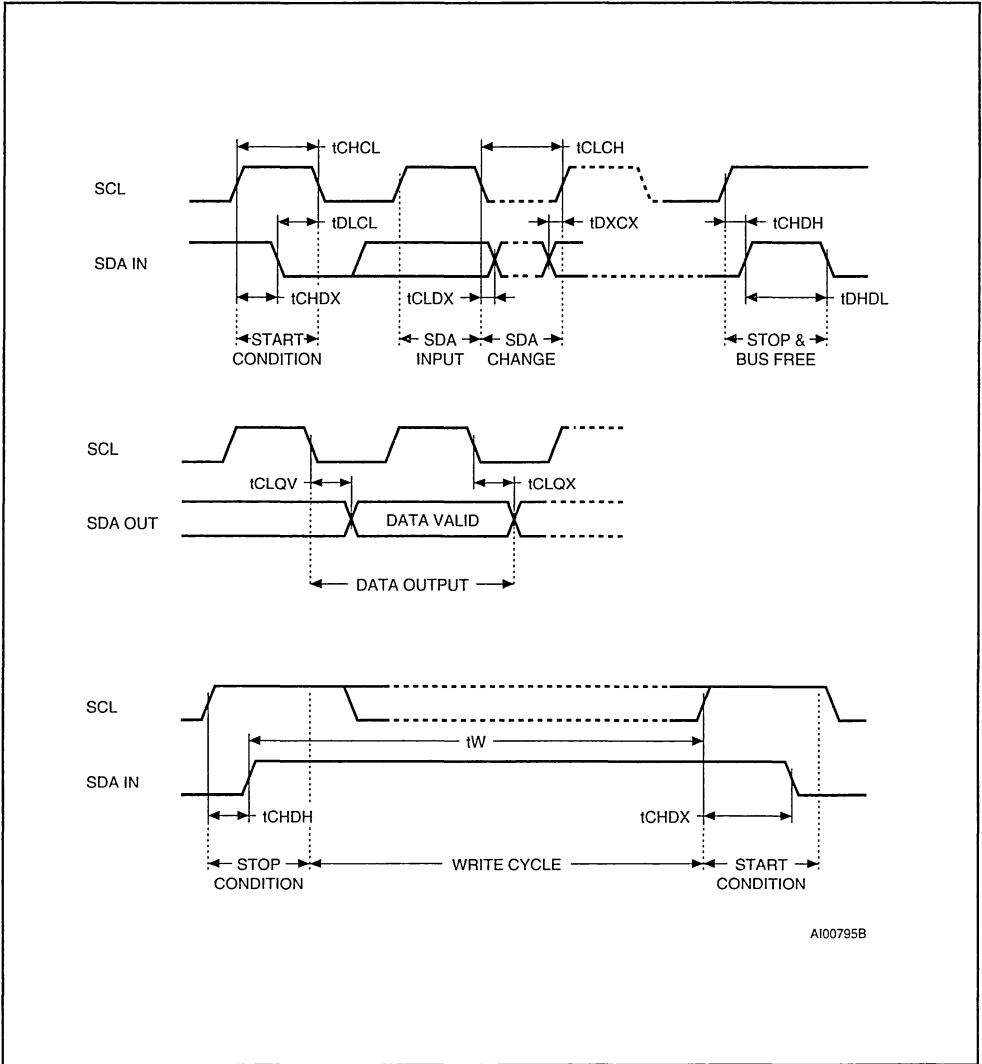 tCHCL
tCLCH
SCL
tDLCL
tDXCX
tCHDH
SDA IN
tCHDX
tCLDX
tDHDL
START
CONDITION
SDA
INPUT
SDA
CHANGE
STOP &
BUS FREE
SCL
tCLQV
tCLQX
SDA OUT
DATA VALID
DATA OUTPUT
SCL
tW
SDA IN
tCHDH
tCHDX
STOP
CONDITION
WRITE CYCLE
START
CONDITION
AI00795B